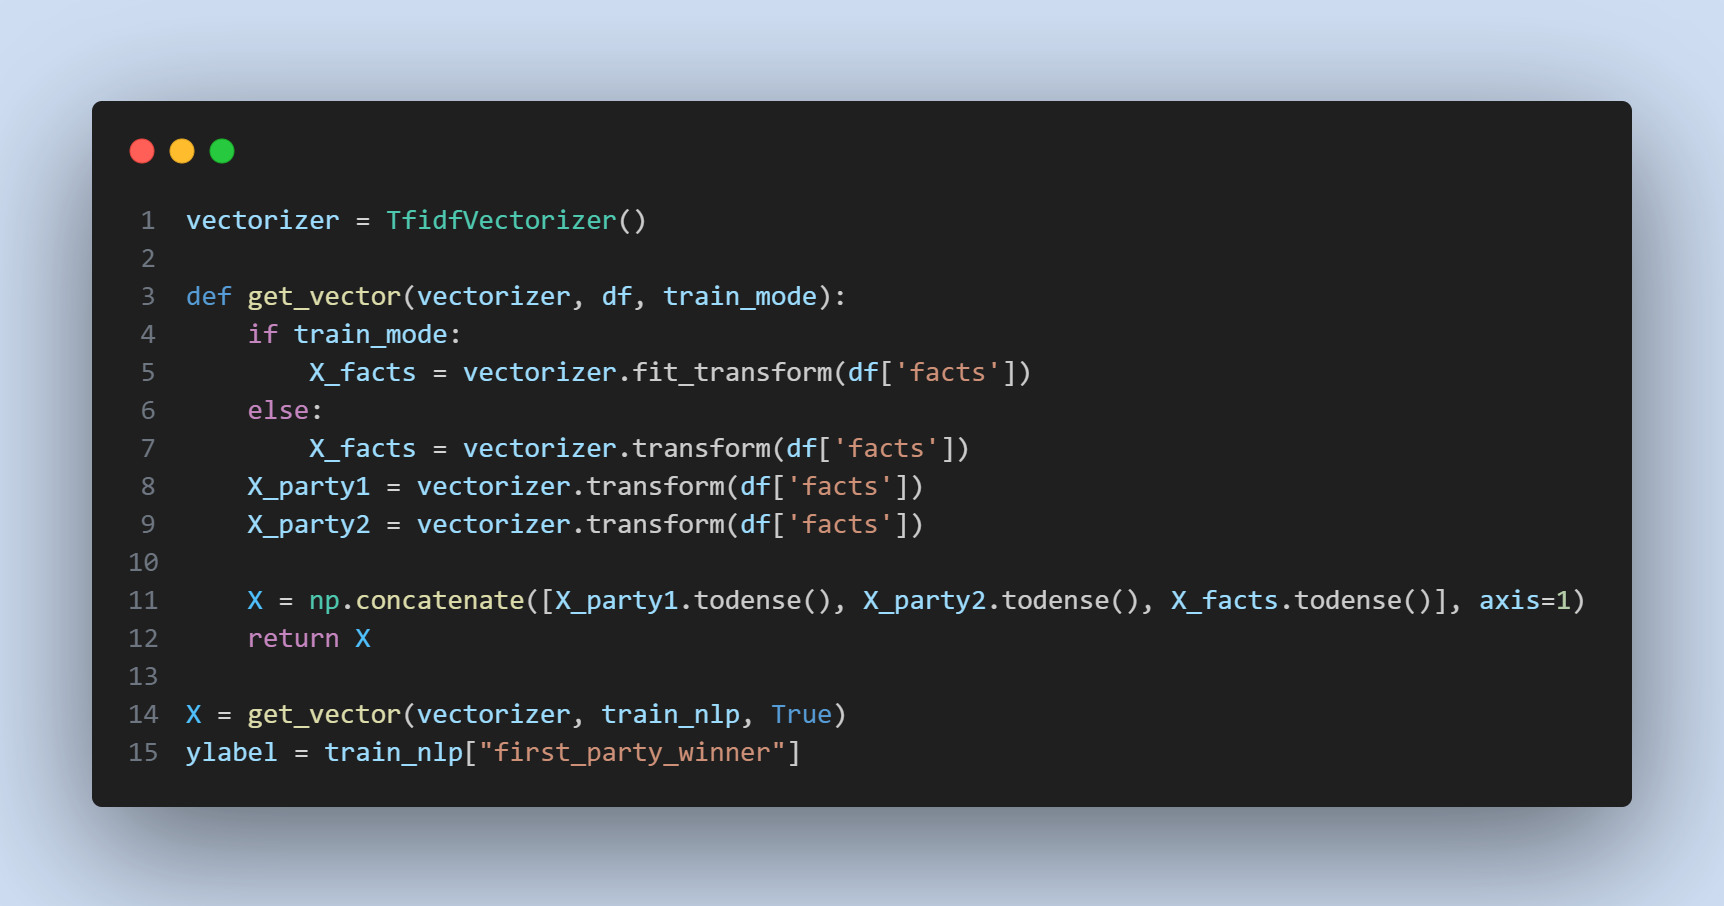 1 vectorizer = TfidfVectorizer()
2
3 def get_vector(vectorizer, df, train_mode):
4     if train_mode:
5         X_facts = vectorizer.fit_transform(df['facts'])
6     else:
7         X_facts = vectorizer.transform(df['facts'])
8     X_party1 = vectorizer.transform(df['facts'])
9     X_party2 = vectorizer.transform(df['facts'])
10
11     X = np.concatenate([X_party1.todense(), X_party2.todense(), X_facts.todense()], axis=1)
12     return X
13
14 X = get_vector(vectorizer, train_nlp, True)
15 ylabel = train_nlp["first_party_winner"]